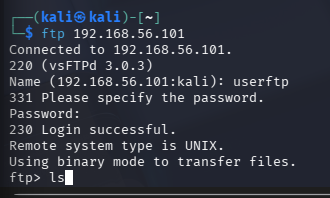 ┌──(kali㉿kali)-[~]
└─$ ftp 192.168.56.101
Connected to 192.168.56.101.
220 (vsFTPd 3.0.3)
Name (192.168.56.101:kali): userftp
331 Please specify the password.
Password:
230 Login successful.
Remote system type is UNIX.
Using binary mode to transfer files.
ftp> ls